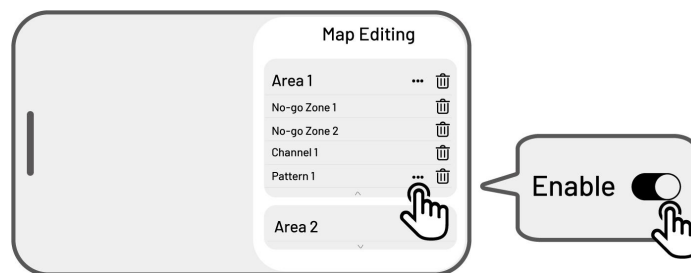 Map Editing
Area 1
No-go Zone 1
No-go Zone 2
Channel 1
Pattern 1
Area 2
Enable